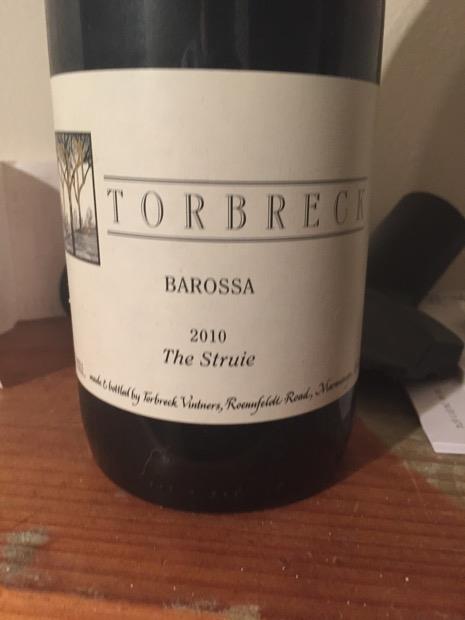 TORBRECK
BAROSSA
2010
The Struie
made & bottled by Torbreck Vintners, Roennfeldt Road,